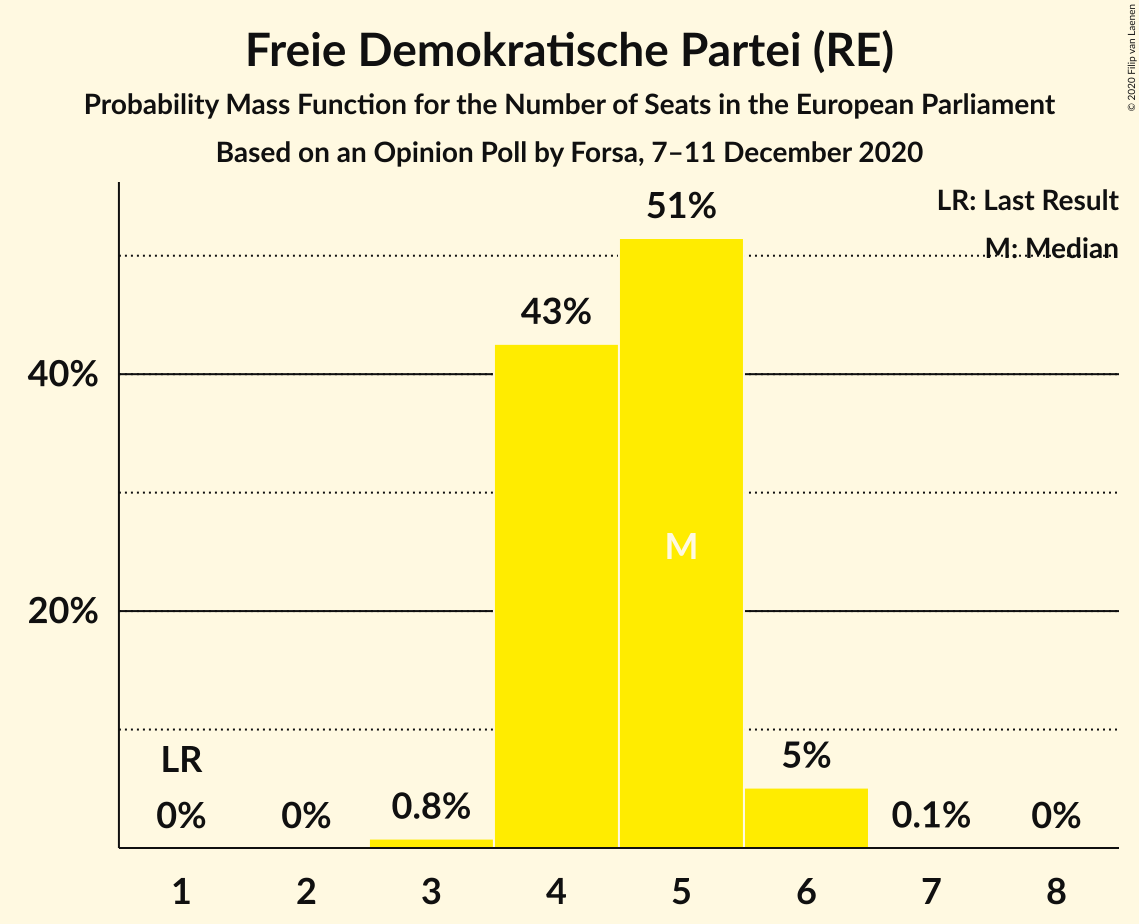 © 2020 Filip van Laenen
Freie Demokratische Partei (RE)
Probability Mass Function for the Number of Seats in the European Parliament
Based on an Opinion Poll by Forsa, 7–11 December 2020
LR: Last Result
M: Median
51%
43%
40%
M
20%
LR
5%
0% 0% 0.8% 0.1% 0%
1 2 3 4 5 6 7 8